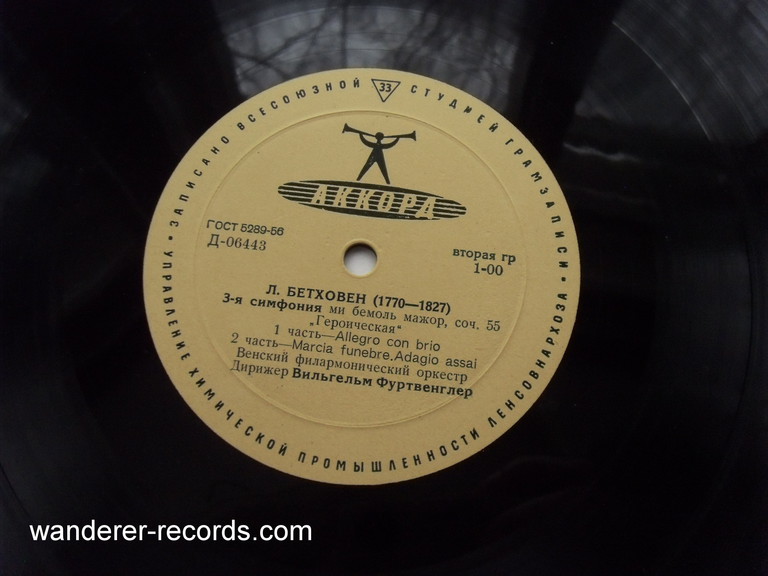 ЗАПИСАНО ВСЕСОЮЗНОЙ 33 СТУДИЕЙ ГРАМЗАПИСИ
• УПРАВЛЕНИЕ ХИМИЧЕСКОЙ ПРОМЫШЛЕННОСТИ ЛЕНСОВНАРХОЗА •
АККОРД
ГОСТ 5289-56
Д-06443
вторая гр
1-00
Л. БЕТХОВЕН (1770—1827)
3-я симфония ми бемоль мажор, соч. 55
„Героическая“
1 часть—Allegro con brio
2 часть—Marcia funebre. Adagio assai
Венский филармонический оркестр
Дирижер Вильгельм Фуртвенглер
wanderer-records.com